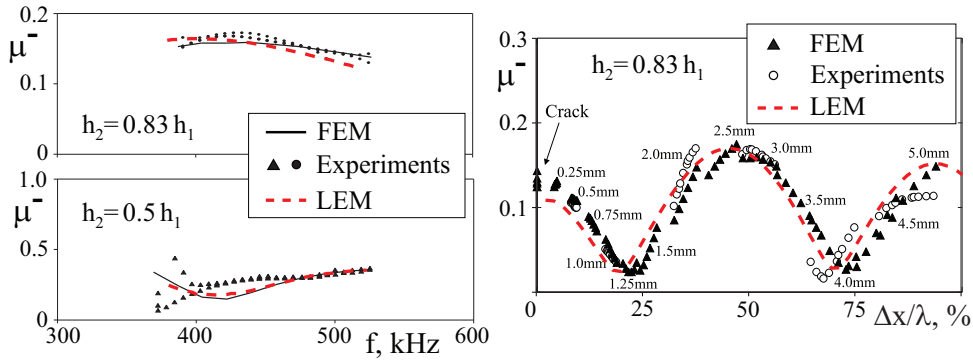 0.2
μ⁻
0.1
h₂=0.83 h₁
0
FEM
Experiments
LEM
1.0
μ⁻
h₂=0.5 h₁
0.5
0
300
400
500
600
f, kHz
0.3
μ⁻
h₂=0.83 h₁
FEM
Experiments
LEM
Crack
0.2
2.5mm
2.0mm
3.0mm
5.0mm
0.25mm
0.5mm
3.5mm
0.1
0.75mm
4.5mm
1.5mm
1.0mm
1.25mm
4.0mm
0
0
25
50
75
Δx/λ, %